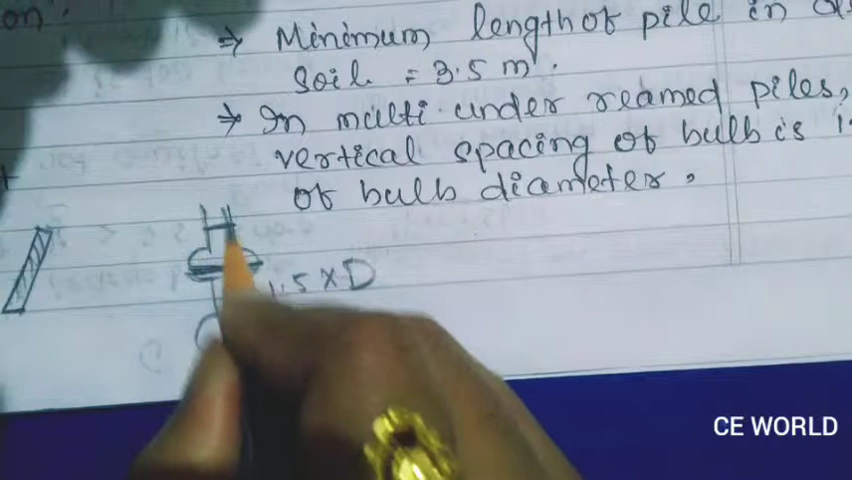 on.
⇒ Minimum length of pile in
soil = 3.5 m.
⇒ In multi under reamed piles,
vertical spacing of bulb is
of bulb diameter,
1.5 × D
CE WORLD